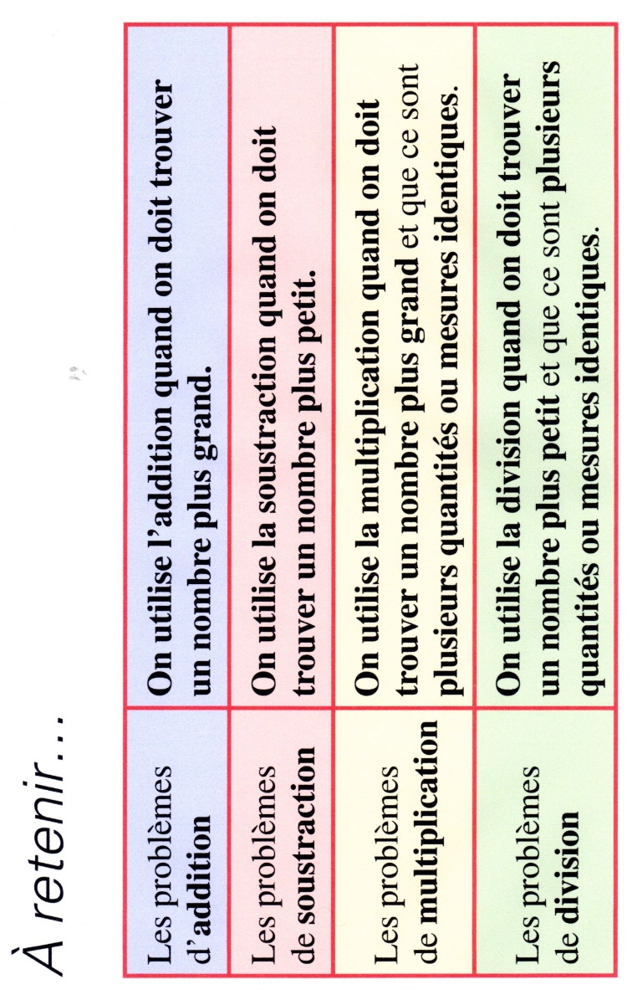 À retenir...
Les problèmes
d'addition
On utilise l'addition quand on doit trouver
un nombre plus grand.
Les problèmes
de soustraction
On utilise la soustraction quand on doit
trouver un nombre plus petit.
Les problèmes
de multiplication
On utilise la multiplication quand on doit
trouver un nombre plus grand et que ce sont
plusieurs quantités ou mesures identiques.
Les problèmes
de division
On utilise la division quand on doit trouver
un nombre plus petit et que ce sont plusieurs
quantités ou mesures identiques.